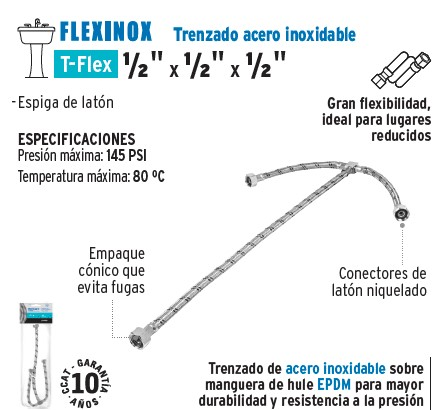 FLEXINOX Trenzado acero inoxidable
T-Flex ½" x ½" x ½"
-Espiga de latón
Gran flexibilidad,
ideal para lugares
reducidos
ESPECIFICACIONES
Presión máxima: 145 PSI
Temperatura máxima: 80 ºC
Empaque
cónico que
evita fugas
Conectores de
latón niquelado
CCAT - GARANTÍA
10
AÑOS
Trenzado de acero inoxidable sobre
manguera de hule EPDM para mayor
durabilidad y resistencia a la presión